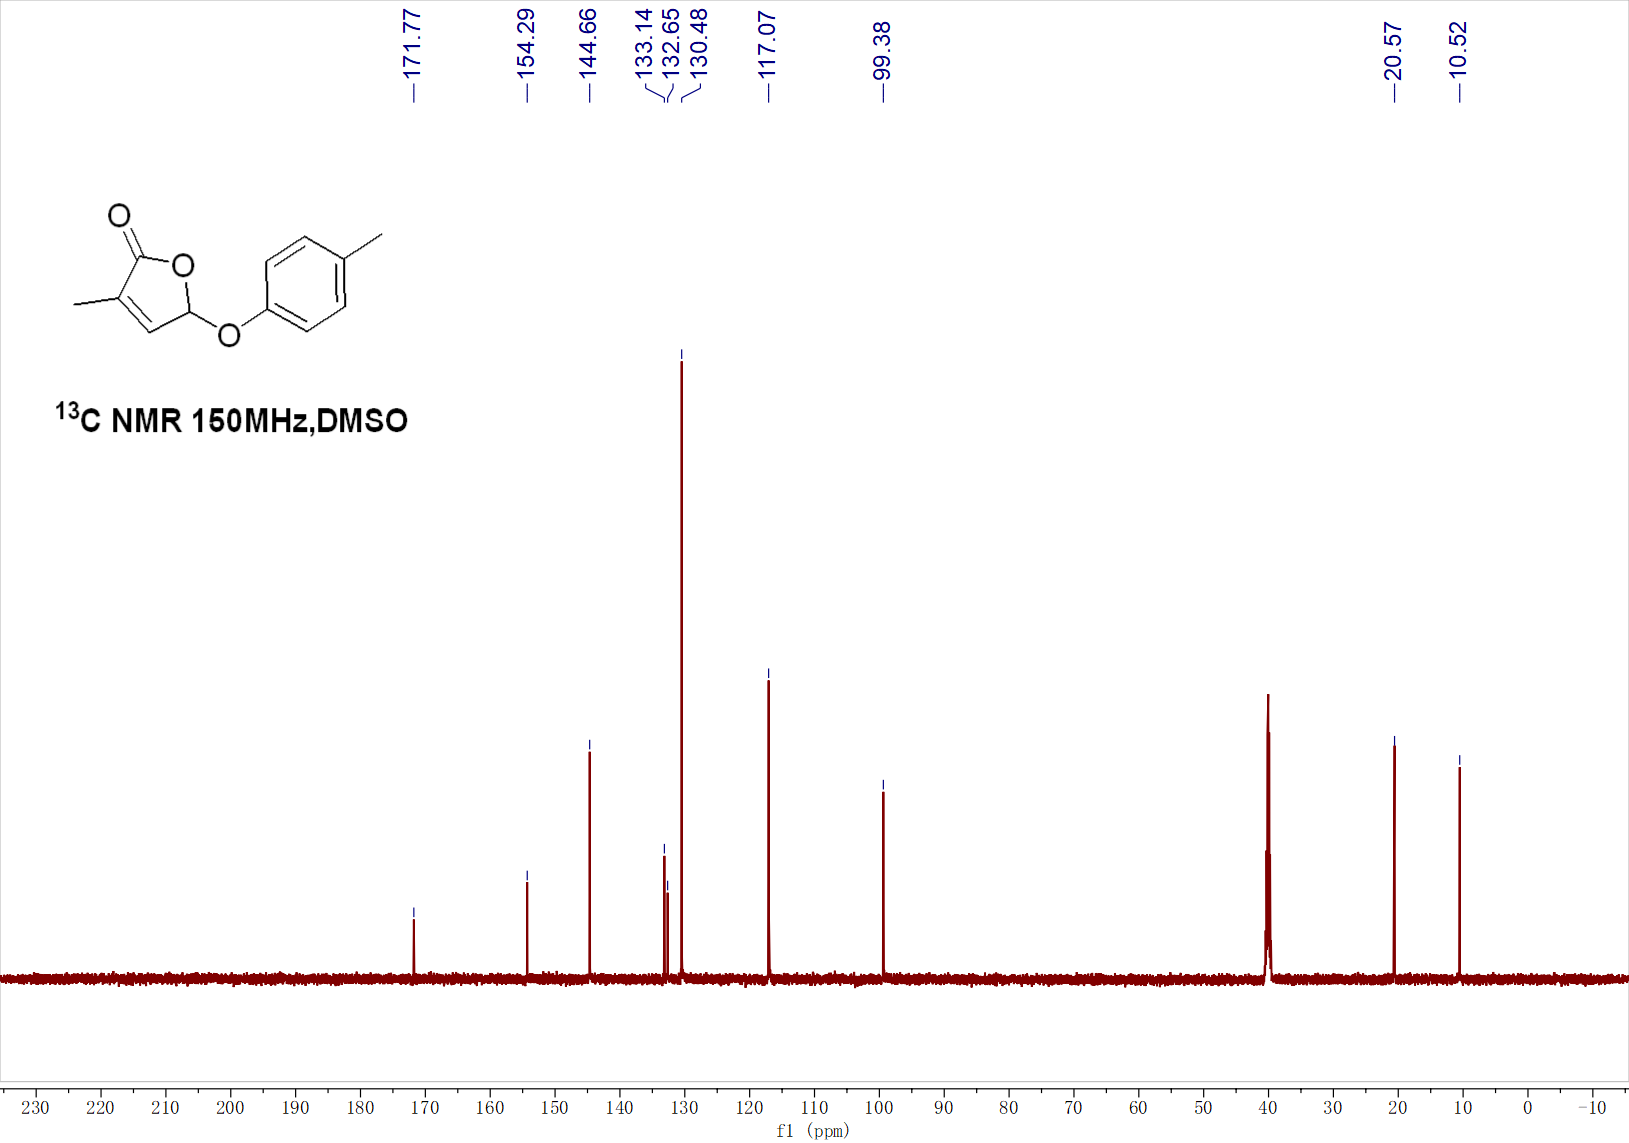 —171.77
—154.29
—144.66
133.14
132.65
130.48
—117.07
—99.38
—20.57
—10.52
O
O
O
¹³C NMR 150MHz,DMSO
230 220 210 200 190 180 170 160 150 140 130 120 110 100 90 80 70 60 50 40 30 20 10 0 -10
f1 (ppm)